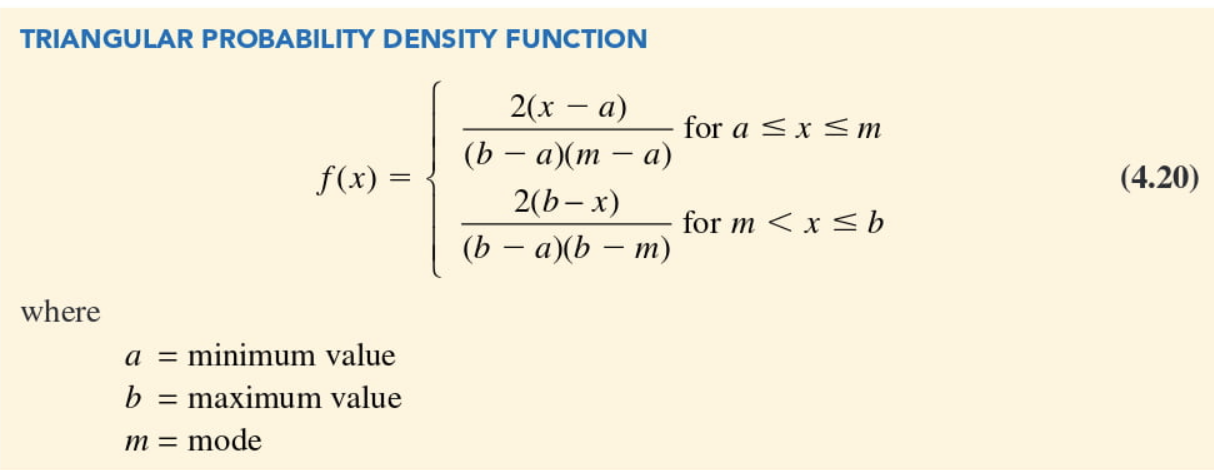 TRIANGULAR PROBABILITY DENSITY FUNCTION
2(x − a)
(b − a)(m − a)
for a ≤ x ≤ m
f(x) =
(4.20)
2(b − x)
(b − a)(b − m)
for m < x ≤ b
where
a = minimum value
b = maximum value
m = mode